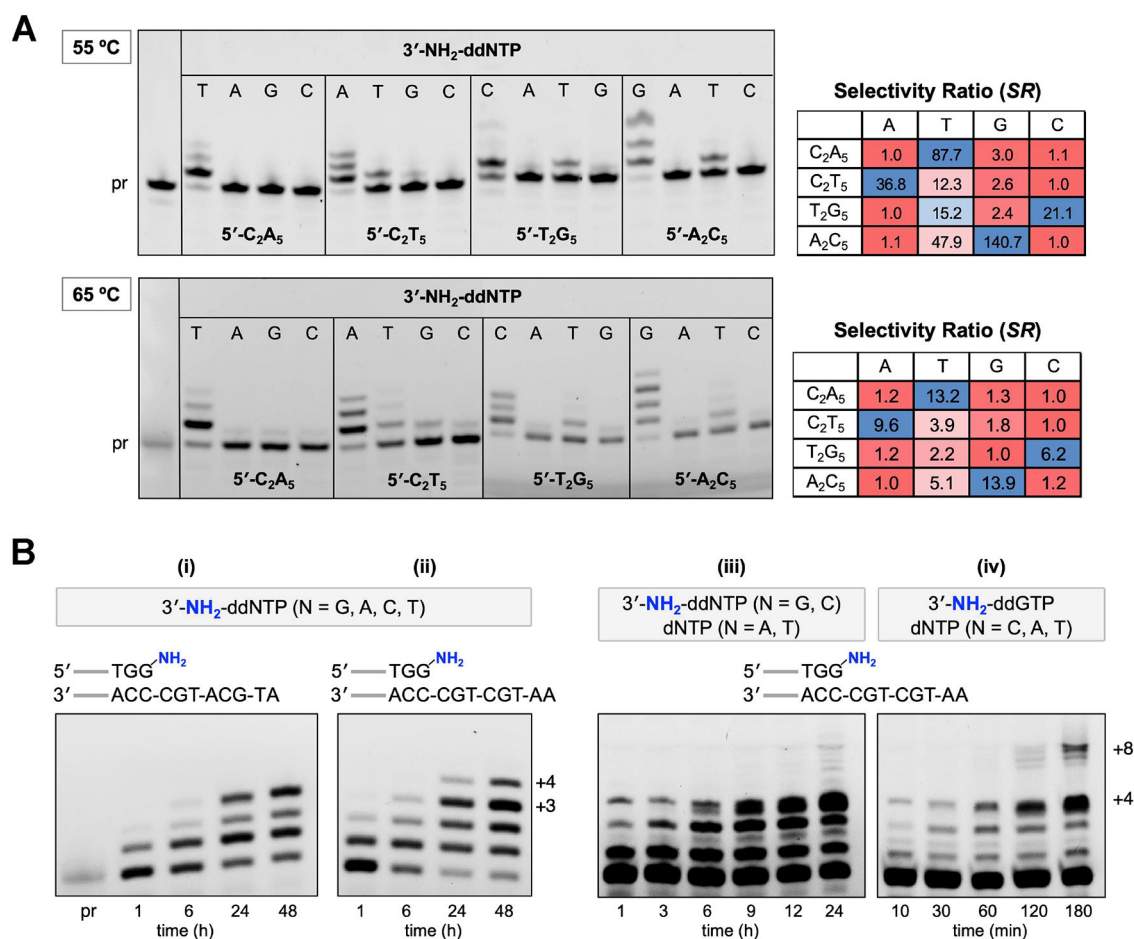 A
55 ºC
3′-NH2-ddNTP
T A G C A T G C C A T G G A T C
pr
5′-C2A5 5′-C2T5 5′-T2G5 5′-A2C5
Selectivity Ratio (SR)
A T G C
C2A5 1.0 87.7 3.0 1.1
C2T5 36.8 12.3 2.6 1.0
T2G5 1.0 15.2 2.4 21.1
A2C5 1.1 47.9 140.7 1.0
65 ºC
3′-NH2-ddNTP
T A G C A T G C C A T G G A T C
pr
5′-C2A5 5′-C2T5 5′-T2G5 5′-A2C5
Selectivity Ratio (SR)
A T G C
C2A5 1.2 13.2 1.3 1.0
C2T5 9.6 3.9 1.8 1.0
T2G5 1.2 2.2 1.0 6.2
A2C5 1.0 5.1 13.9 1.2
B
(i) (ii) (iii) (iv)
3′-NH2-ddNTP (N = G, A, C, T)
3′-NH2-ddNTP (N = G, C)
dNTP (N = A, T)
3′-NH2-ddGTP
dNTP (N = C, A, T)
5′ TGG NH2
3′ ACC-CGT-ACG-TA
5′ TGG NH2
3′ ACC-CGT-CGT-AA
5′ TGG NH2
3′ ACC-CGT-CGT-AA
+4
+3
+8
+4
pr 1 6 24 48
time (h)
1 6 24 48
time (h)
1 3 6 9 12 24
time (h)
10 30 60 120 180
time (min)